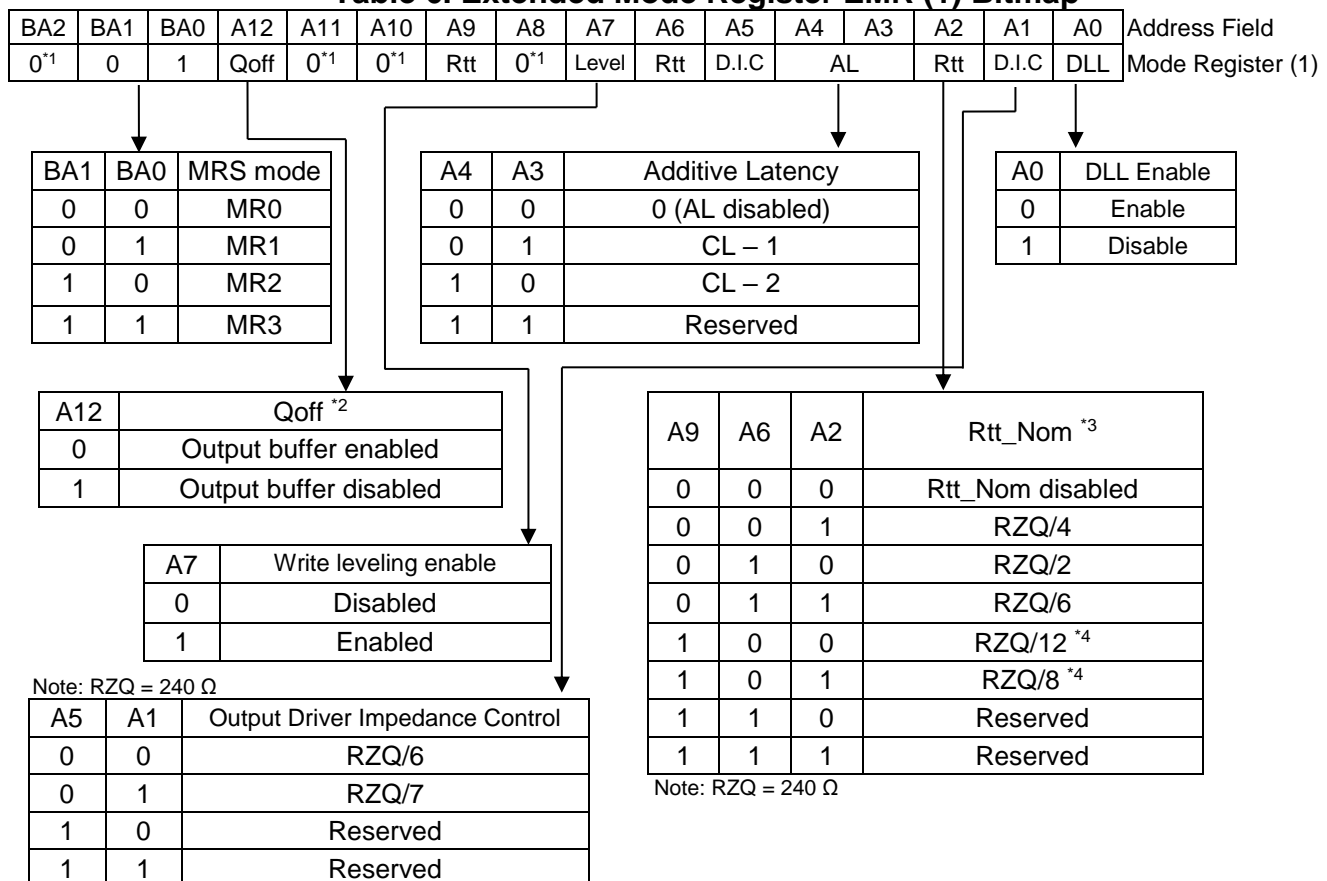 Table 6. Extended Mode Register EMR (1) Bitmap
BA2 BA1 BA0 A12 A11 A10 A9 A8 A7 A6 A5 A4 A3 A2 A1 A0 Address Field
0*1 0 1 Qoff 0*1 0*1 Rtt 0*1 Level Rtt D.I.C AL Rtt D.I.C DLL Mode Register (1)
BA1 BA0 MRS mode
0 0 MR0
0 1 MR1
1 0 MR2
1 1 MR3
A4 A3 Additive Latency
0 0 0 (AL disabled)
0 1 CL – 1
1 0 CL – 2
1 1 Reserved
A0 DLL Enable
0 Enable
1 Disable
A12 Qoff *2
0 Output buffer enabled
1 Output buffer disabled
A7 Write leveling enable
0 Disabled
1 Enabled
Note: RZQ = 240 Ω
A5 A1 Output Driver Impedance Control
0 0 RZQ/6
0 1 RZQ/7
1 0 Reserved
1 1 Reserved
A9 A6 A2 Rtt_Nom *3
0 0 0 Rtt_Nom disabled
0 0 1 RZQ/4
0 1 0 RZQ/2
0 1 1 RZQ/6
1 0 0 RZQ/12 *4
1 0 1 RZQ/8 *4
1 1 0 Reserved
1 1 1 Reserved
Note: RZQ = 240 Ω